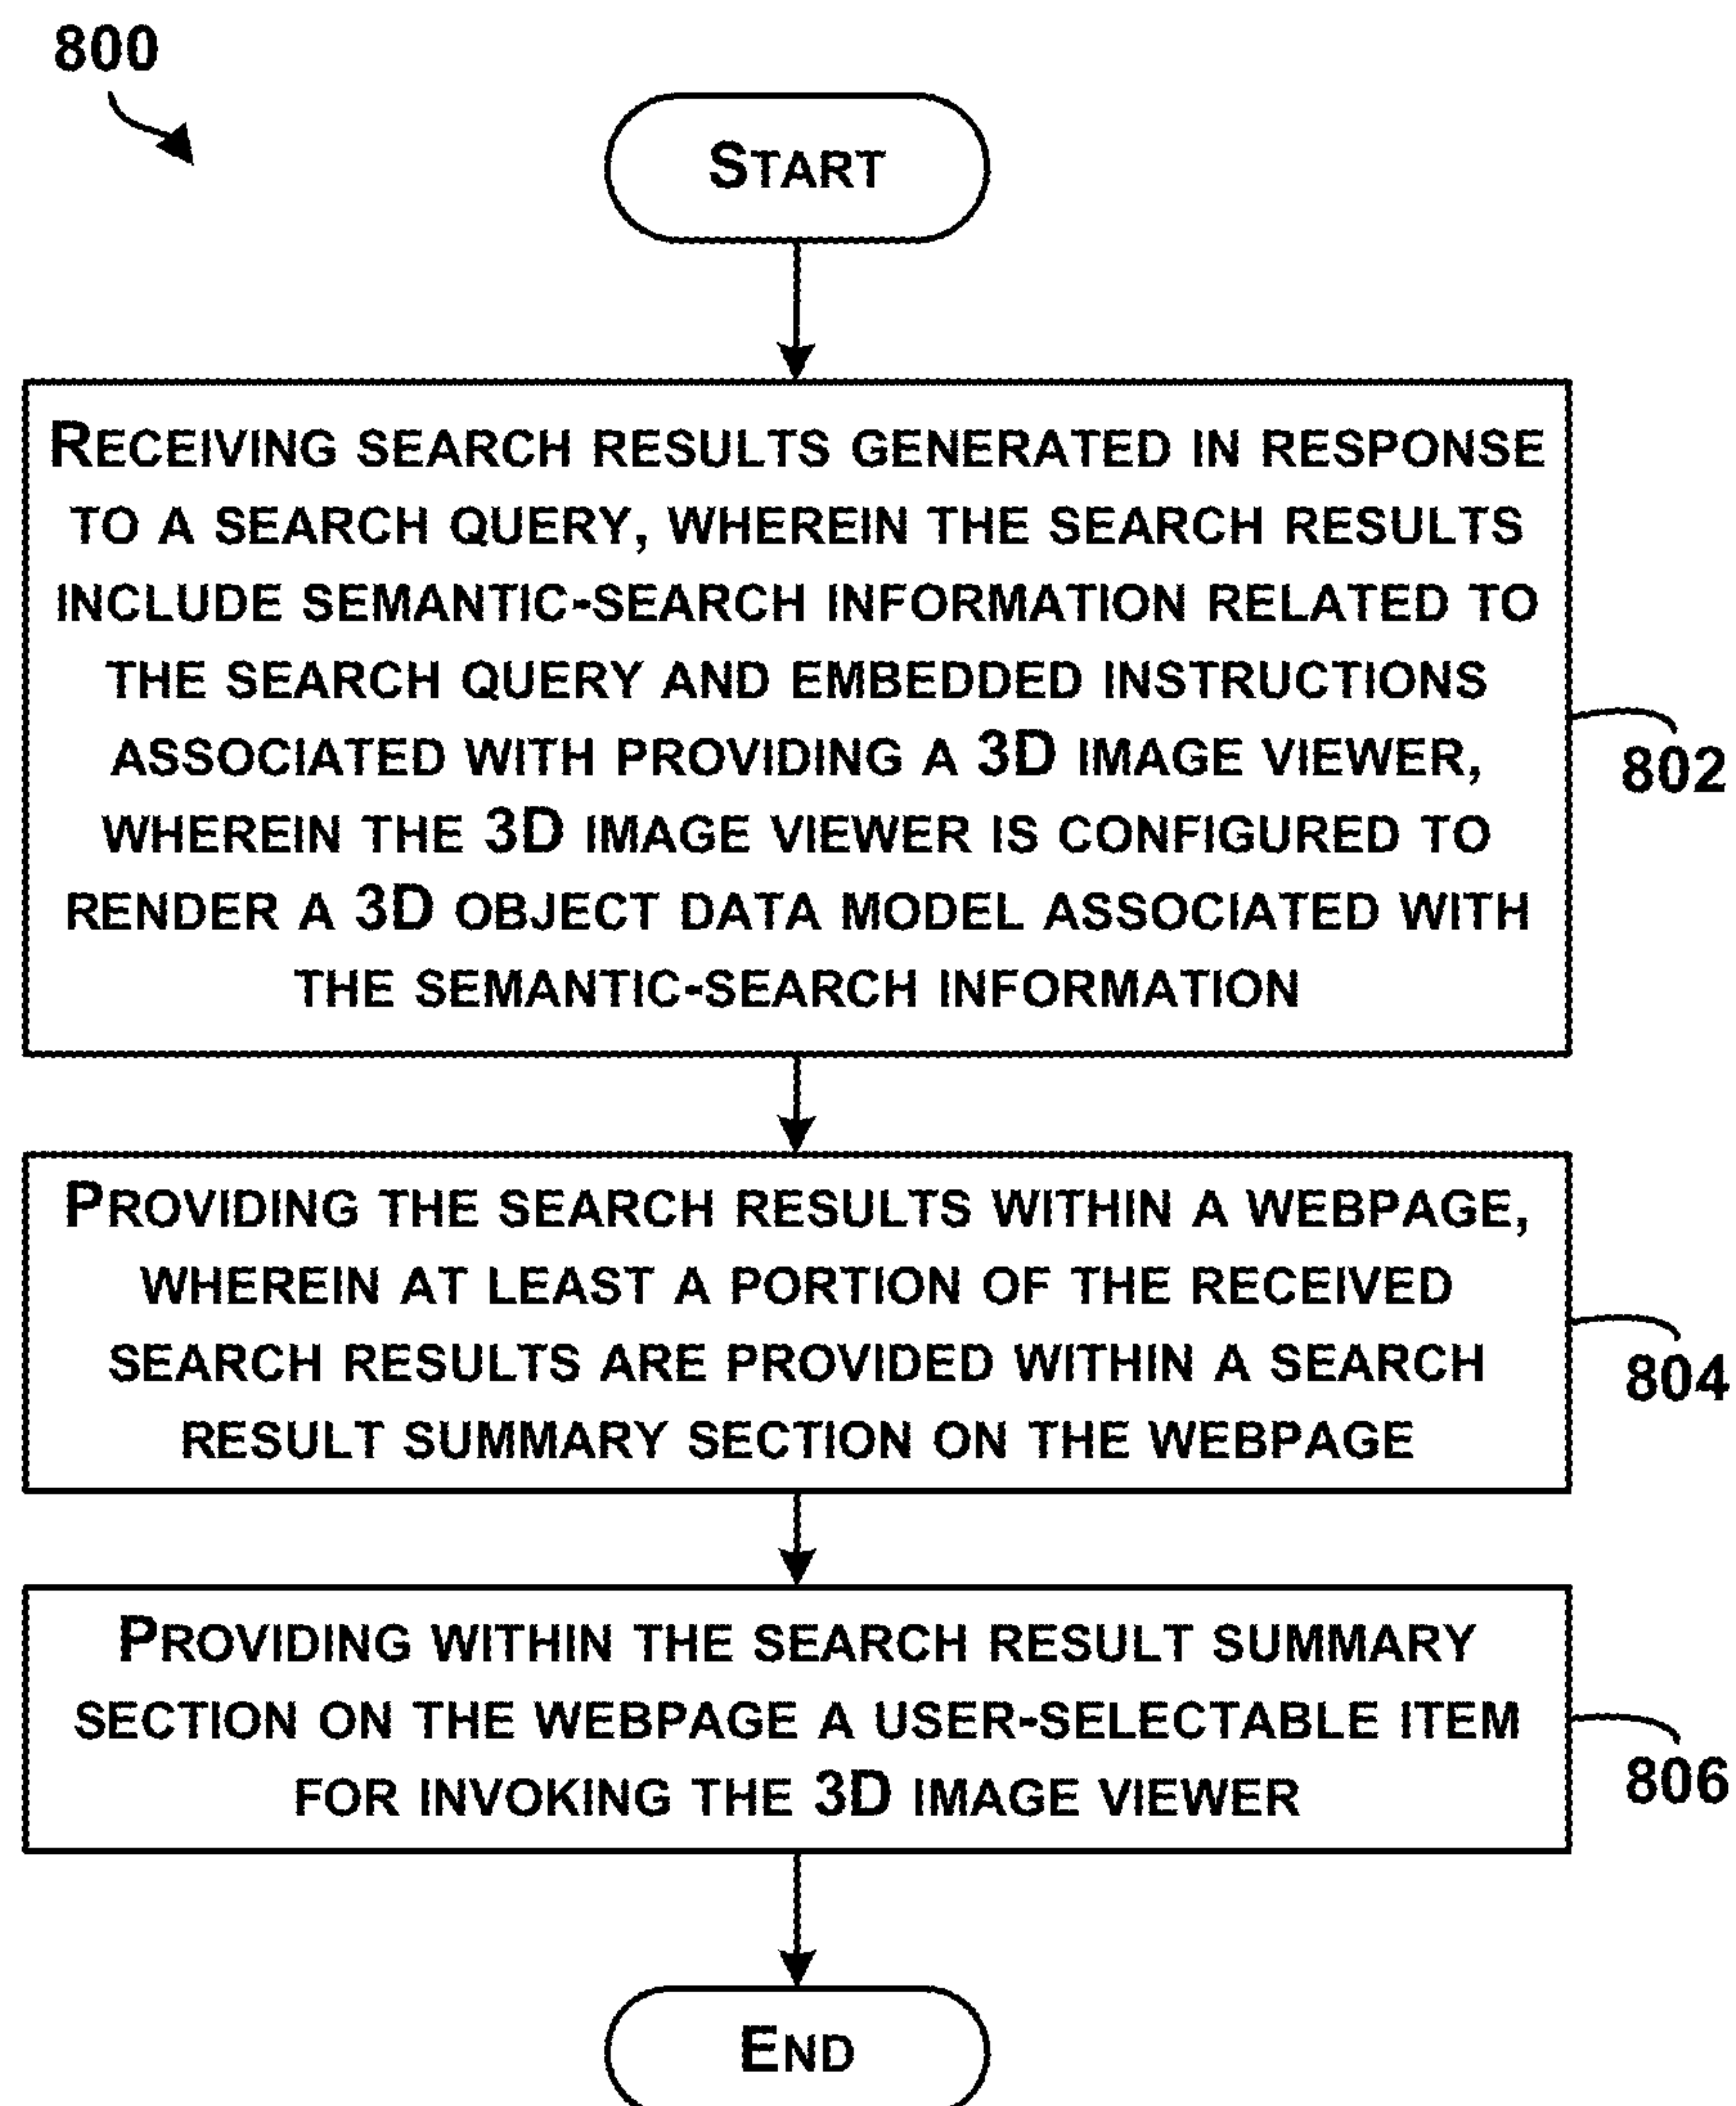 800
START
RECEIVING SEARCH RESULTS GENERATED IN RESPONSE
TO A SEARCH QUERY, WHEREIN THE SEARCH RESULTS
INCLUDE SEMANTIC-SEARCH INFORMATION RELATED TO
THE SEARCH QUERY AND EMBEDDED INSTRUCTIONS
ASSOCIATED WITH PROVIDING A 3D IMAGE VIEWER,
WHEREIN THE 3D IMAGE VIEWER IS CONFIGURED TO
RENDER A 3D OBJECT DATA MODEL ASSOCIATED WITH
THE SEMANTIC-SEARCH INFORMATION
802
PROVIDING THE SEARCH RESULTS WITHIN A WEBPAGE,
WHEREIN AT LEAST A PORTION OF THE RECEIVED
SEARCH RESULTS ARE PROVIDED WITHIN A SEARCH
RESULT SUMMARY SECTION ON THE WEBPAGE
804
PROVIDING WITHIN THE SEARCH RESULT SUMMARY
SECTION ON THE WEBPAGE A USER-SELECTABLE ITEM
FOR INVOKING THE 3D IMAGE VIEWER
806
END